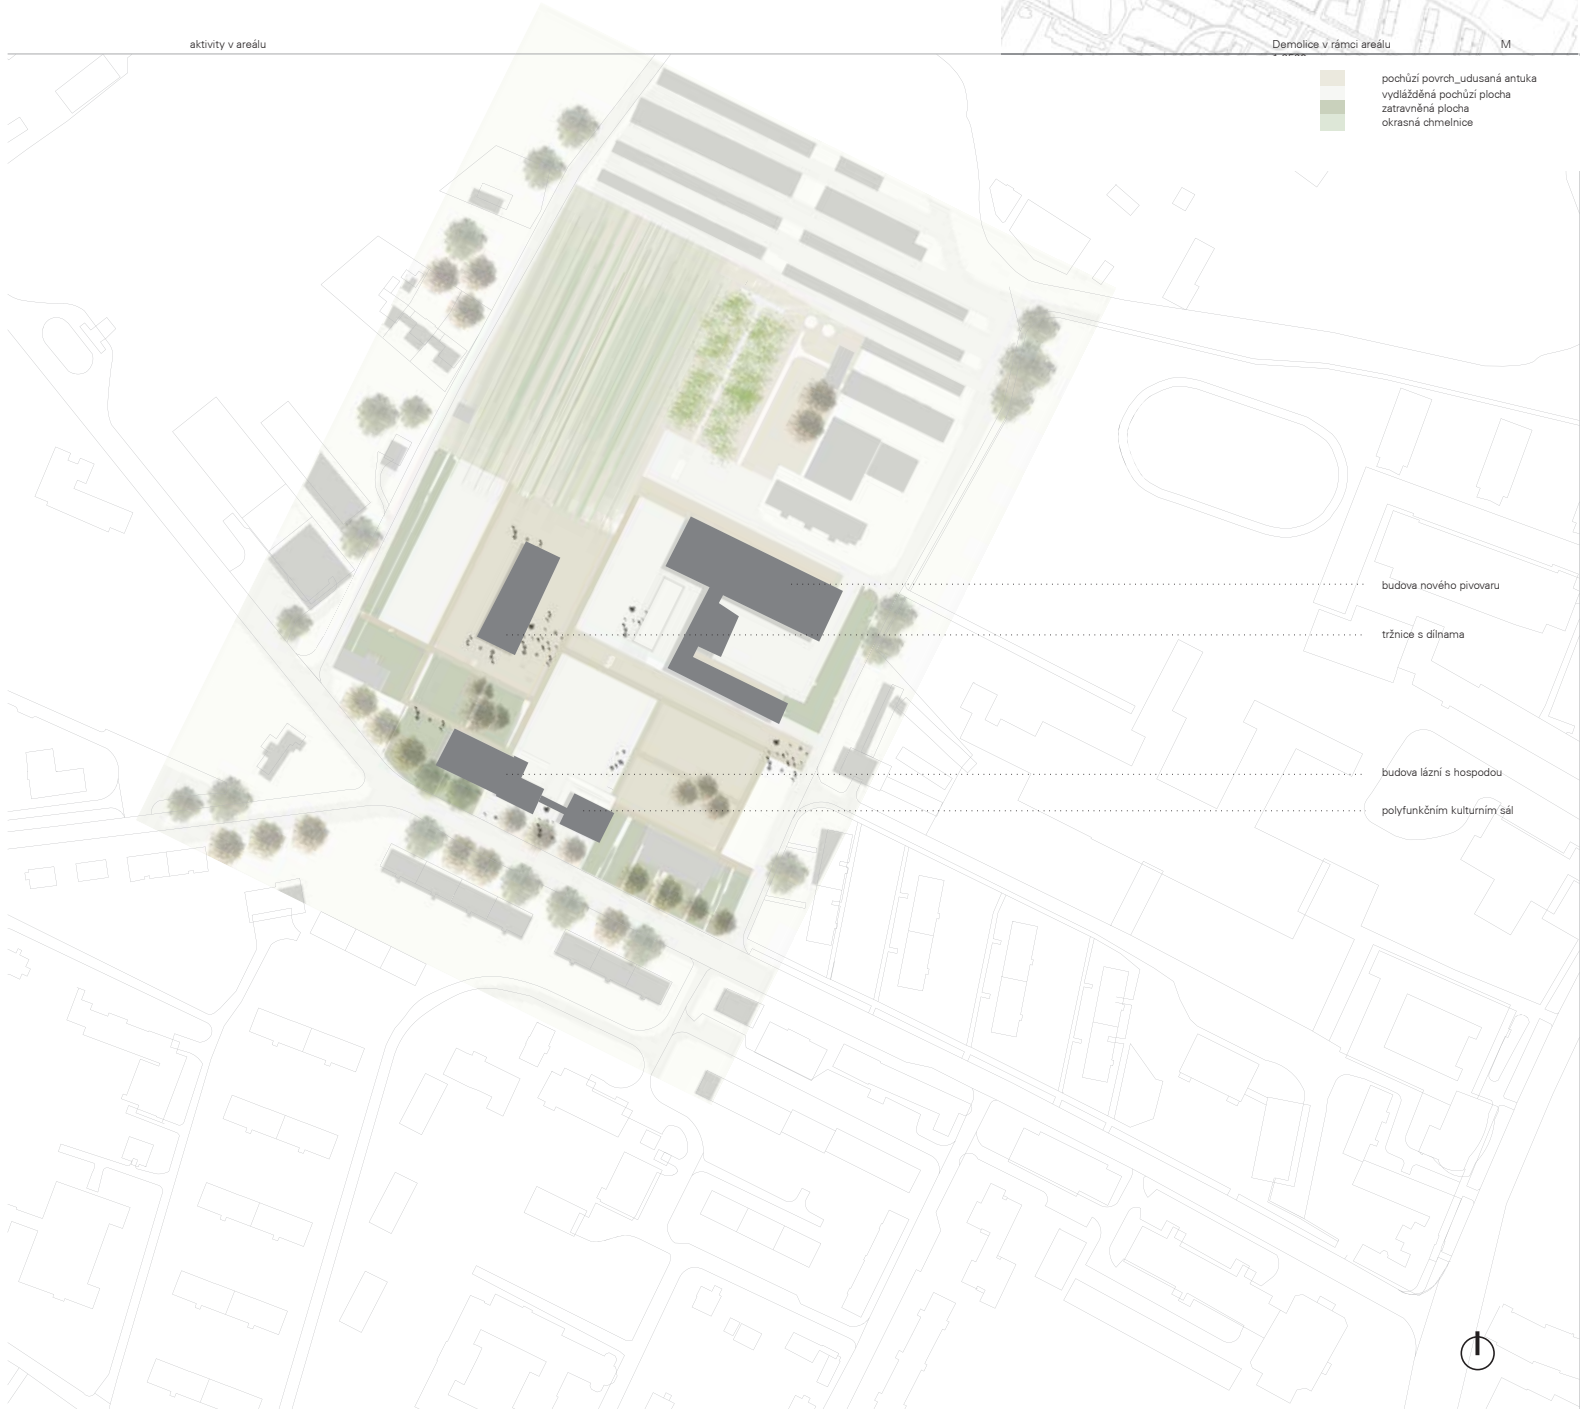 aktivity v areálu
Demolice v rámci areálu M
pochůzí povrch_udusaná antuka
vydlážděná pochůzí plocha
zatravněná plocha
okrasná chmelnice
budova nového pivovaru
tržnice s dílnama
budova lázní s hospodou
polyfunkčním kulturním sál